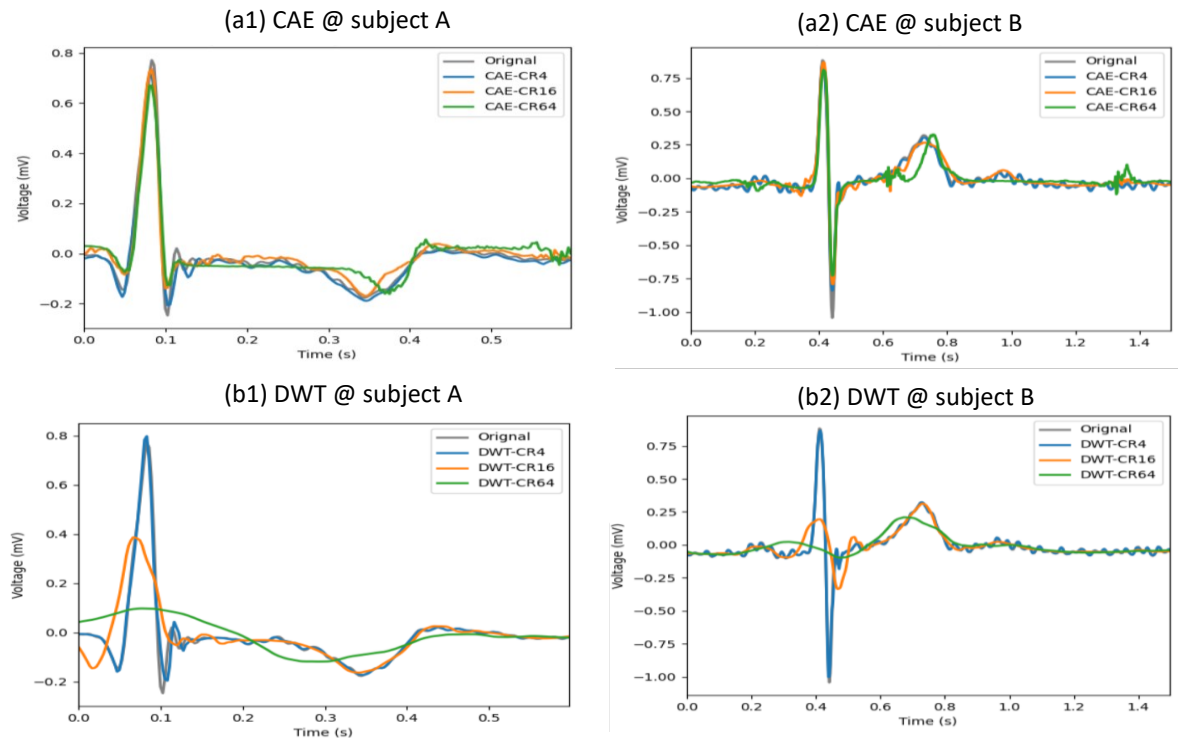 (a1) CAE @ subject A
0.8
0.6
0.4
0.2
0.0
−0.2
Voltage (mV)
Orignal
CAE-CR4
CAE-CR16
CAE-CR64
0.0 0.1 0.2 0.3 0.4 0.5
Time (s)
(a2) CAE @ subject B
0.75
0.50
0.25
0.00
−0.25
−0.50
−0.75
−1.00
Voltage (mV)
Orignal
CAE-CR4
CAE-CR16
CAE-CR64
0.0 0.2 0.4 0.6 0.8 1.0 1.2 1.4
Time (s)
(b1) DWT @ subject A
0.8
0.6
0.4
0.2
0.0
−0.2
Voltage (mV)
Orignal
DWT-CR4
DWT-CR16
DWT-CR64
0.0 0.1 0.2 0.3 0.4 0.5
Time (s)
(b2) DWT @ subject B
0.75
0.50
0.25
0.00
−0.25
−0.50
−0.75
−1.00
Voltage (mV)
Orignal
DWT-CR4
DWT-CR16
DWT-CR64
0.0 0.2 0.4 0.6 0.8 1.0 1.2 1.4
Time (s)